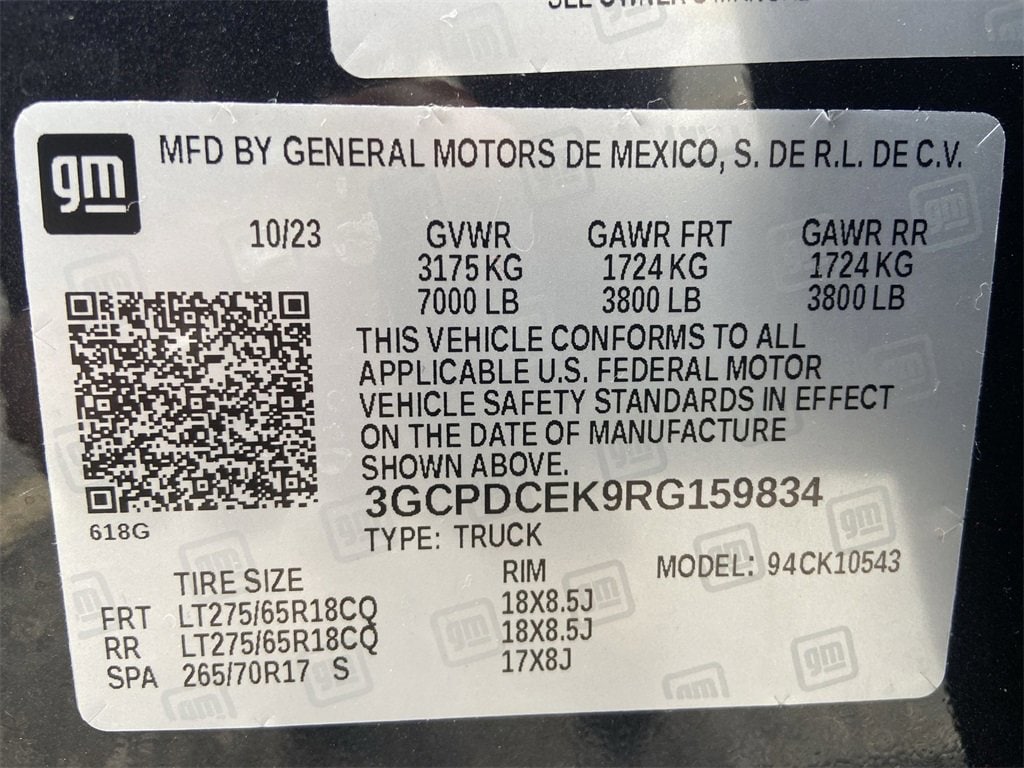 SEE OWNER'S MANUAL
gm
MFD BY GENERAL MOTORS DE MEXICO, S. DE R.L. DE C.V.
10/23 GVWR GAWR FRT GAWR RR
3175 KG 1724 KG 1724 KG
7000 LB 3800 LB 3800 LB
THIS VEHICLE CONFORMS TO ALL
APPLICABLE U.S. FEDERAL MOTOR
VEHICLE SAFETY STANDARDS IN EFFECT
ON THE DATE OF MANUFACTURE
SHOWN ABOVE.
3GCPDCEK9RG159834
618G
TYPE: TRUCK
TIRE SIZE RIM MODEL: 94CK10543
FRT LT275/65R18CQ 18X8.5J
RR LT275/65R18CQ 18X8.5J
SPA 265/70R17 S 17X8J